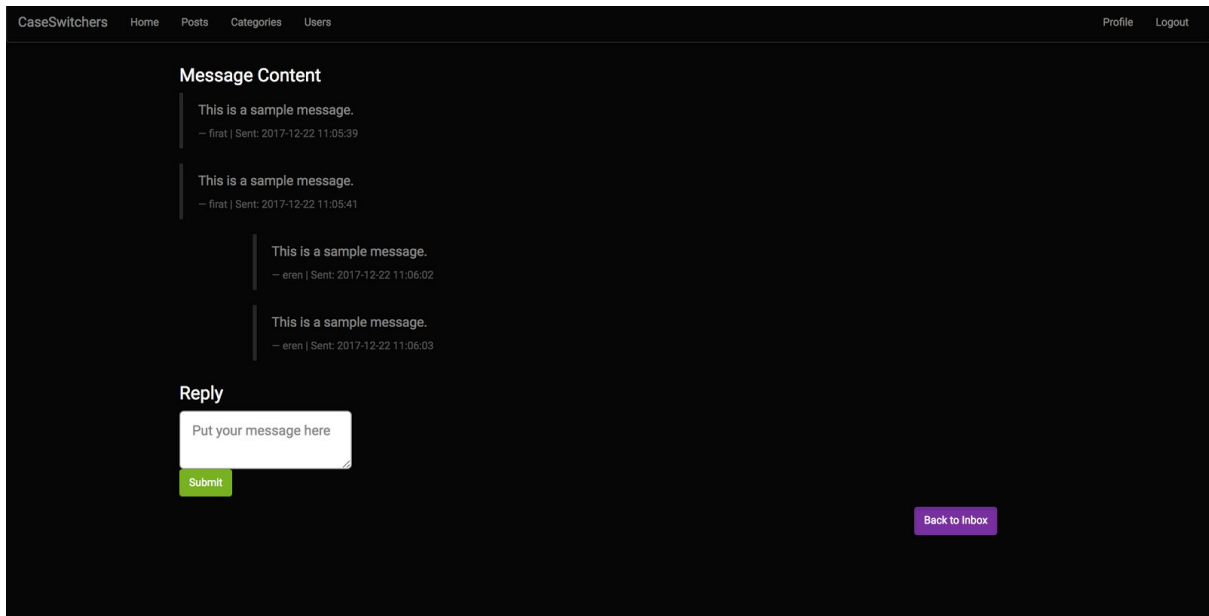 CaseSwitchers Home Posts Categories Users Profile Logout
Message Content
This is a sample message.
— firat | Sent: 2017-12-22 11:05:39
This is a sample message.
— firat | Sent: 2017-12-22 11:05:41
This is a sample message.
— eren | Sent: 2017-12-22 11:06:02
This is a sample message.
— eren | Sent: 2017-12-22 11:06:03
Reply
Put your message here
Submit
Back to Inbox